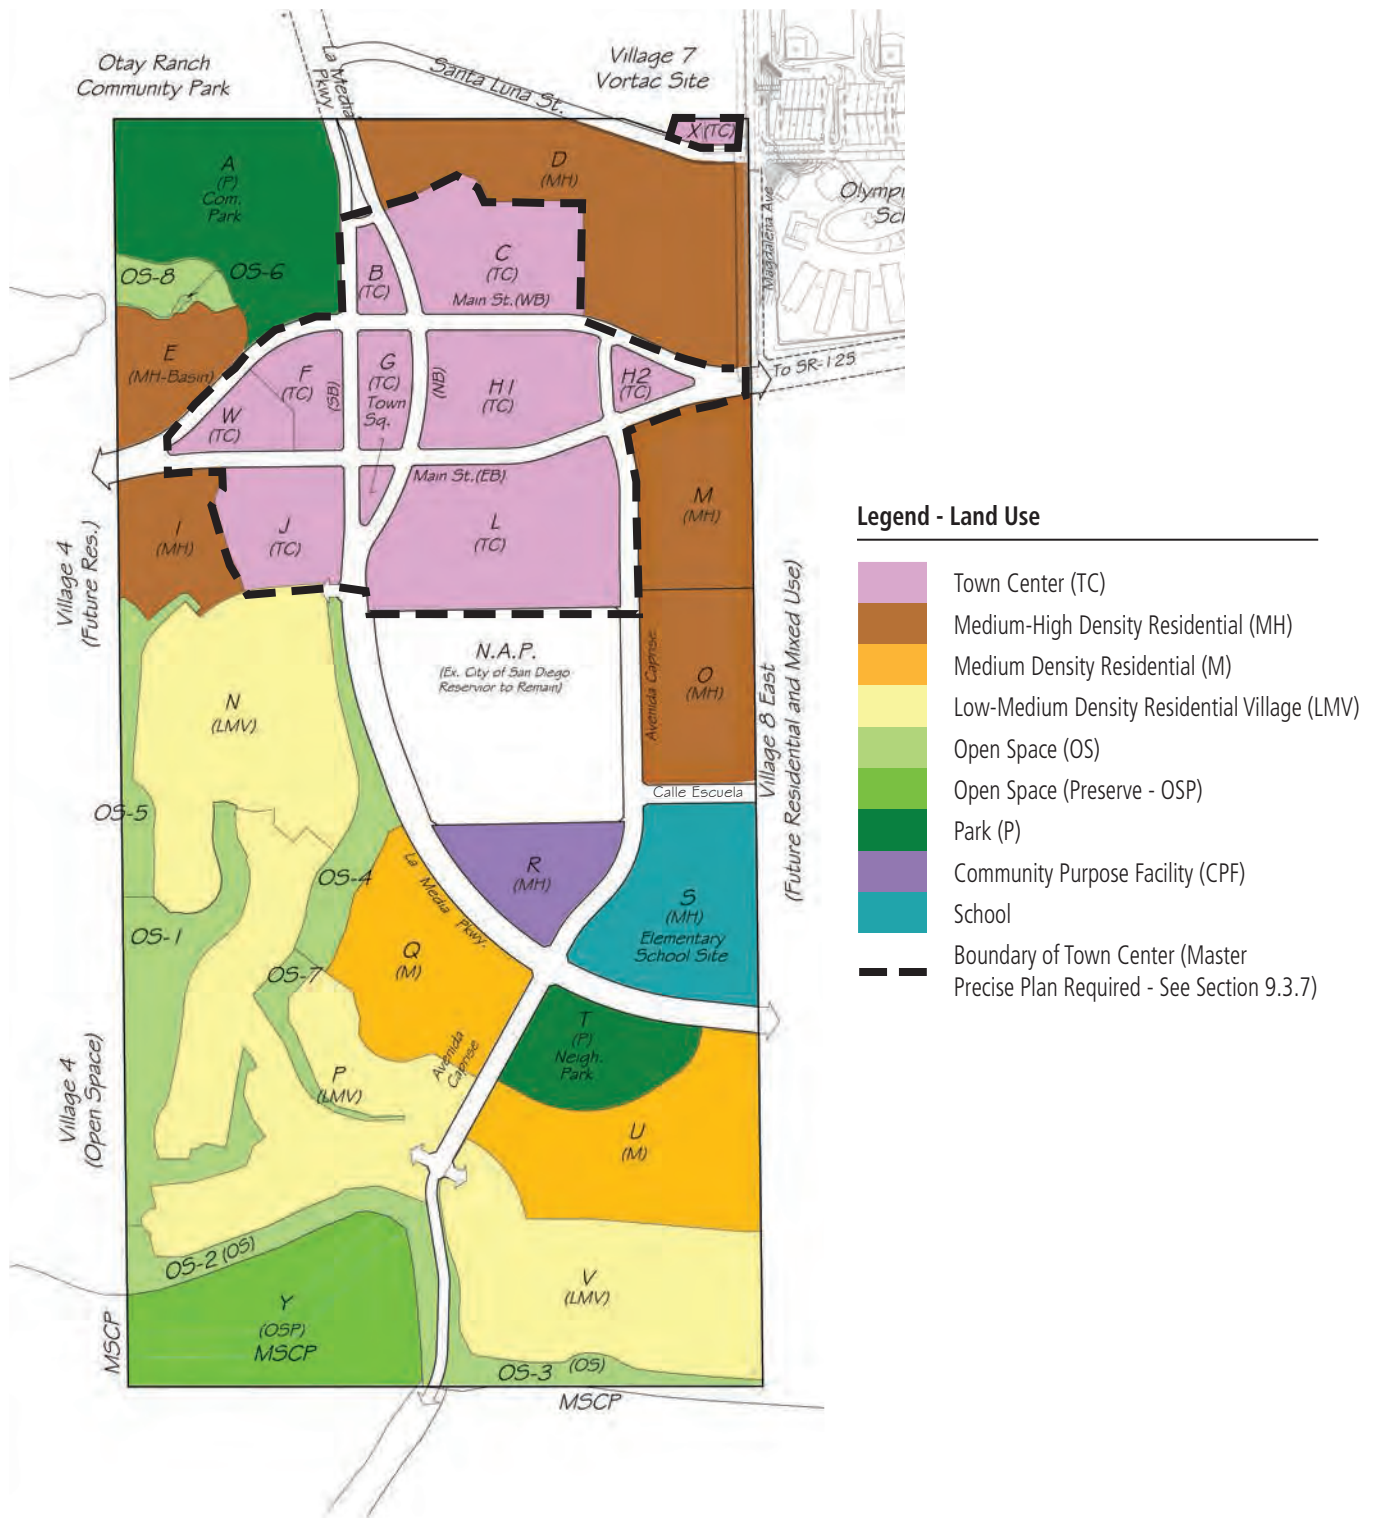 Otay Ranch
Community Park
La Media
Pkwy.
Santa Luna St.
Village 7
Vortac Site
X (TC)
A
(P)
Com.
Park
D
(MH)
Magdalena Ave
OS-8
OS-6
B
(TC)
C
(TC)
Main St.(WB)
E
(MH-Basin)
F
(TC)
(SB)
G
(TC)
Town
Sq.
(NB)
H1
(TC)
H2
(TC)
To SR-125
W
(TC)
Main St.(EB)
I
(MH)
J
(TC)
L
(TC)
M
(MH)
Village 4
(Future Res.)
N.A.P.
(Ex. City of San Diego
Reservior to Remain)
Avenida Caprise
O
(MH)
Village 8 East
(Future Residential and Mixed Use)
N
(LMV)
Calle Escuela
OS-5
OS-4
La Media Pkwy.
R
(MH)
S
(MH)
Elementary
School Site
OS-1
OS-7
Q
(M)
T
(P)
Neigh.
Park
Avenida
Caprise
P
(LMV)
Village 4
(Open Space)
U
(M)
OS-2 (OS)
V
(LMV)
Y
(OSP)
MSCP
MSCP
OS-3 (OS)
MSCP
Legend - Land Use
Town Center (TC)
Medium-High Density Residential (MH)
Medium Density Residential (M)
Low-Medium Density Residential Village (LMV)
Open Space (OS)
Open Space (Preserve - OSP)
Park (P)
Community Purpose Facility (CPF)
School
Boundary of Town Center (Master
Precise Plan Required - See Section 9.3.7)